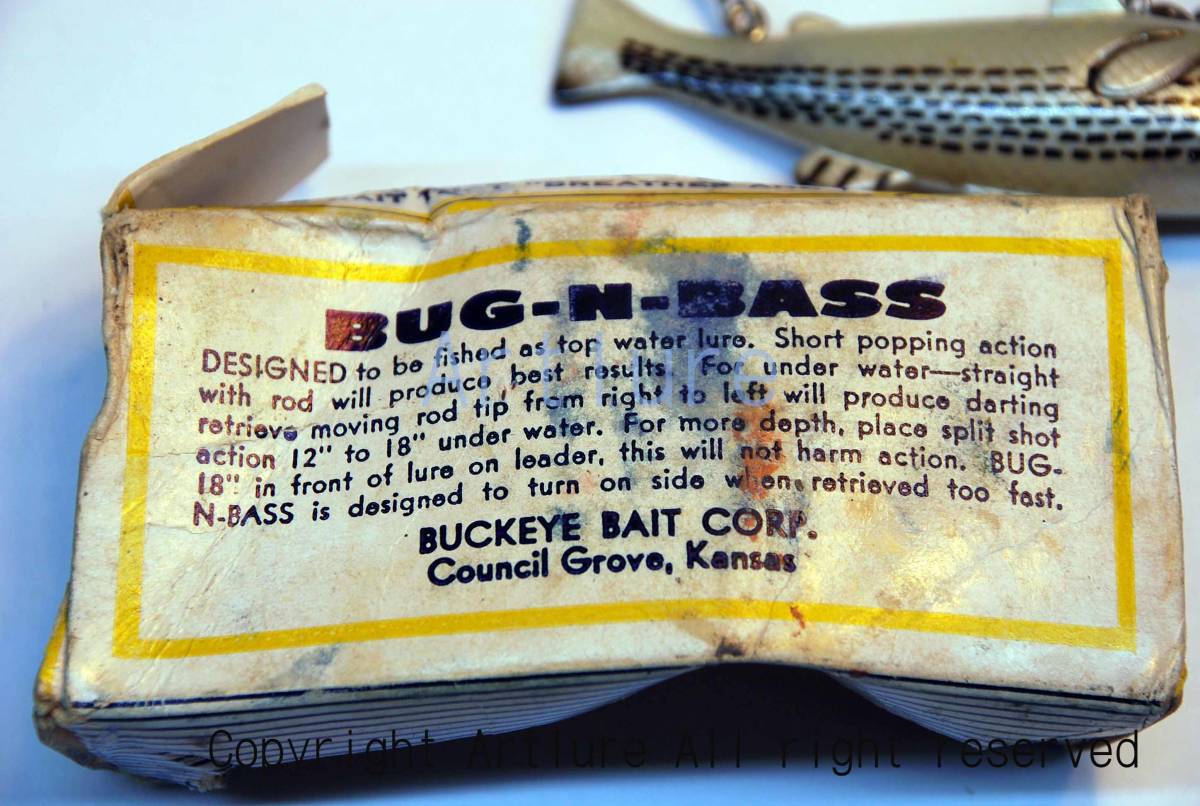 BUG-N-BASS
DESIGNED to be fished as top water lure. Short popping action
with rod will produce best results. For under water—straight
retrieve moving rod tip from right to left will produce darting
action 12" to 18" under water. For more depth, place split shot
18" in front of lure on leader, this will not harm action. BUG-
N-BASS is designed to turn on side when retrieved too fast.
BUCKEYE BAIT CORP.
Council Grove, Kansas
Artlure
Copyright Artlure All right reserved